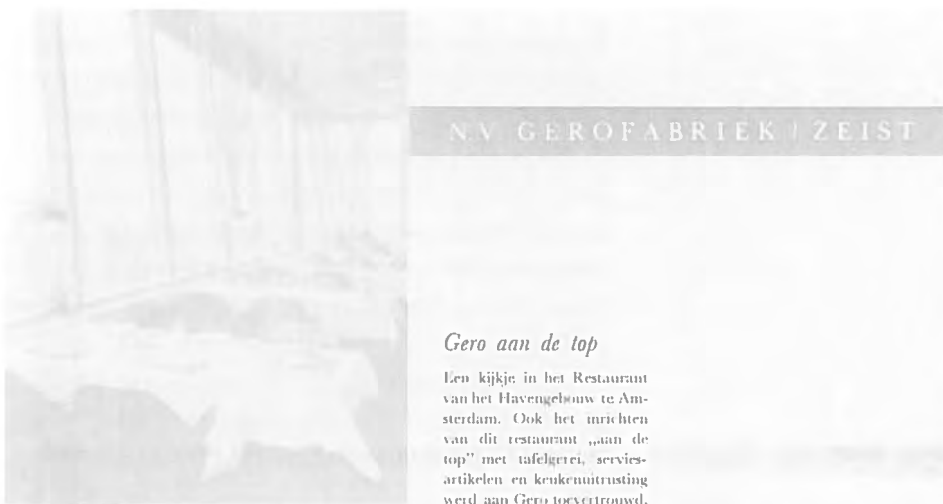 N.V. GEROFABRIEK / ZEIST
Gero aan de top
Een kijkje in het Restaurant
van het Havengebouw te Am-
sterdam. Ook het inrichten
van dit restaurant „aan de
top” met tafelgerei, servies-
artikelen en keukenuitrusting
werd aan Gero toevertrouwd.